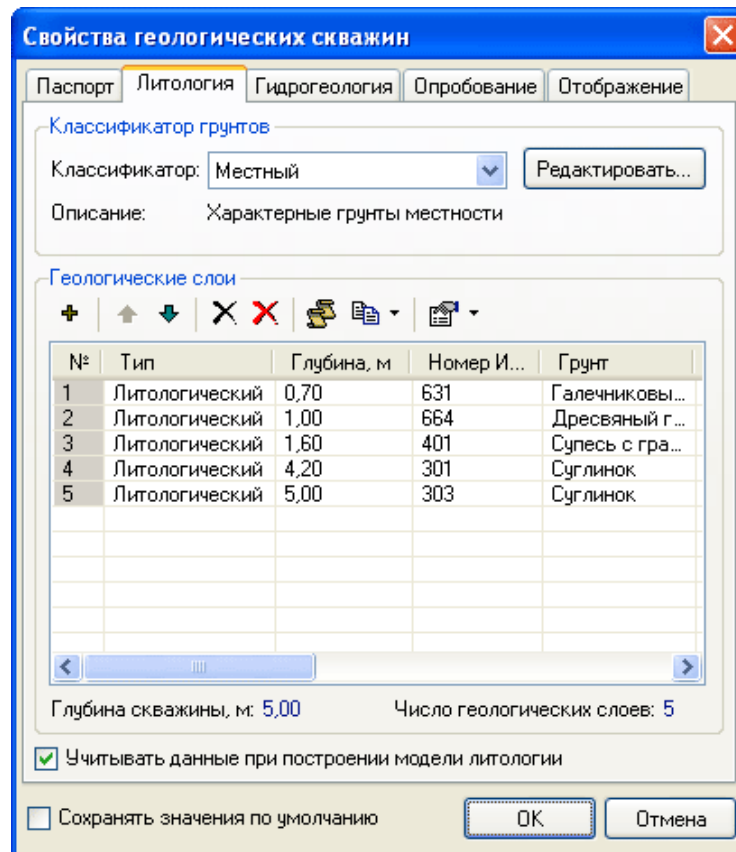 Свойства геологических скважин
Паспорт Литология Гидрогеология Опробование Отображение
Классификатор грунтов
Классификатор: Местный Редактировать...
Описание: Характерные грунты местности
Геологические слои
№ Тип Глубина, м Номер И... Грунт
1 Литологический 0,70 631 Галечниковы...
2 Литологический 1,00 664 Дресвяный г...
3 Литологический 1,60 401 Супесь с гра...
4 Литологический 4,20 301 Суглинок
5 Литологический 5,00 303 Суглинок
Глубина скважины, м: 5,00 Число геологических слоев: 5
Учитывать данные при построении модели литологии
Сохранять значения по умолчанию OK Отмена